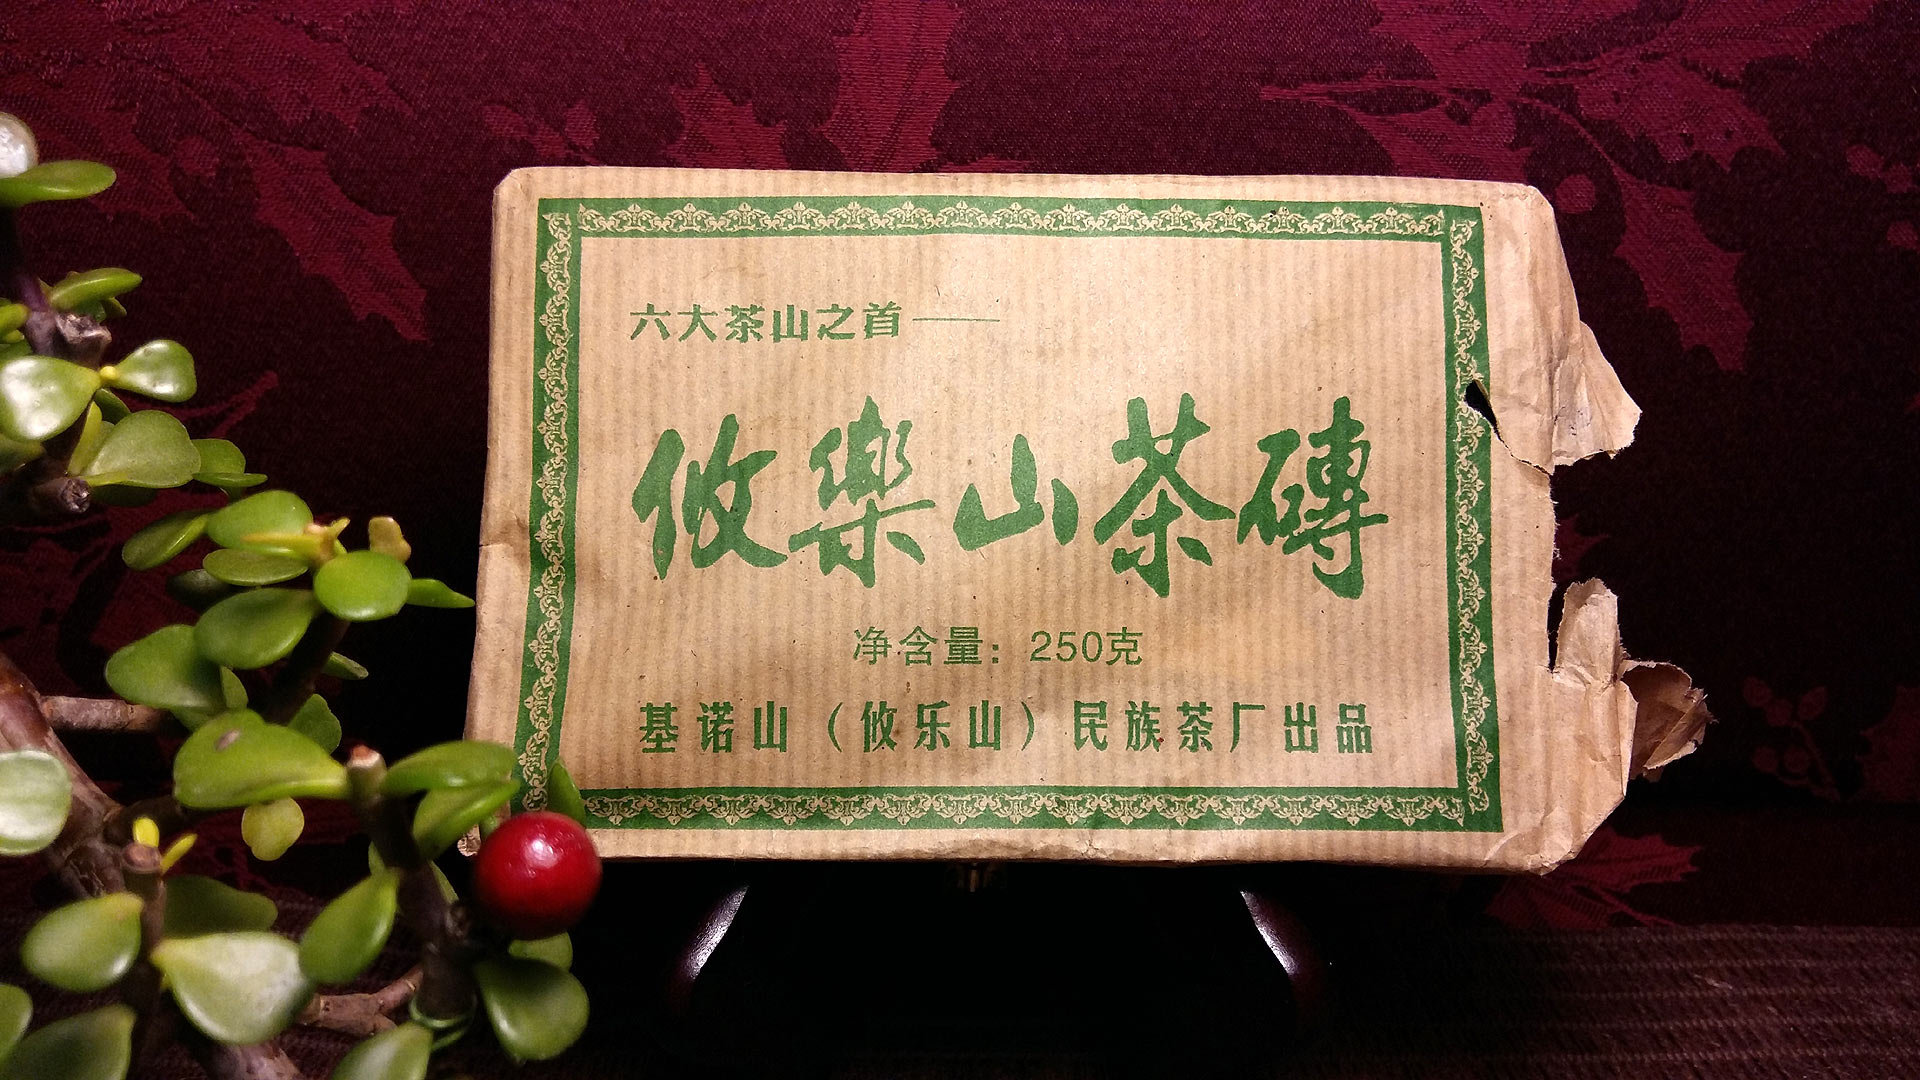 六大茶山之首——
攸樂山茶磚
净含量：250克
基诺山（攸乐山）民族茶厂出品